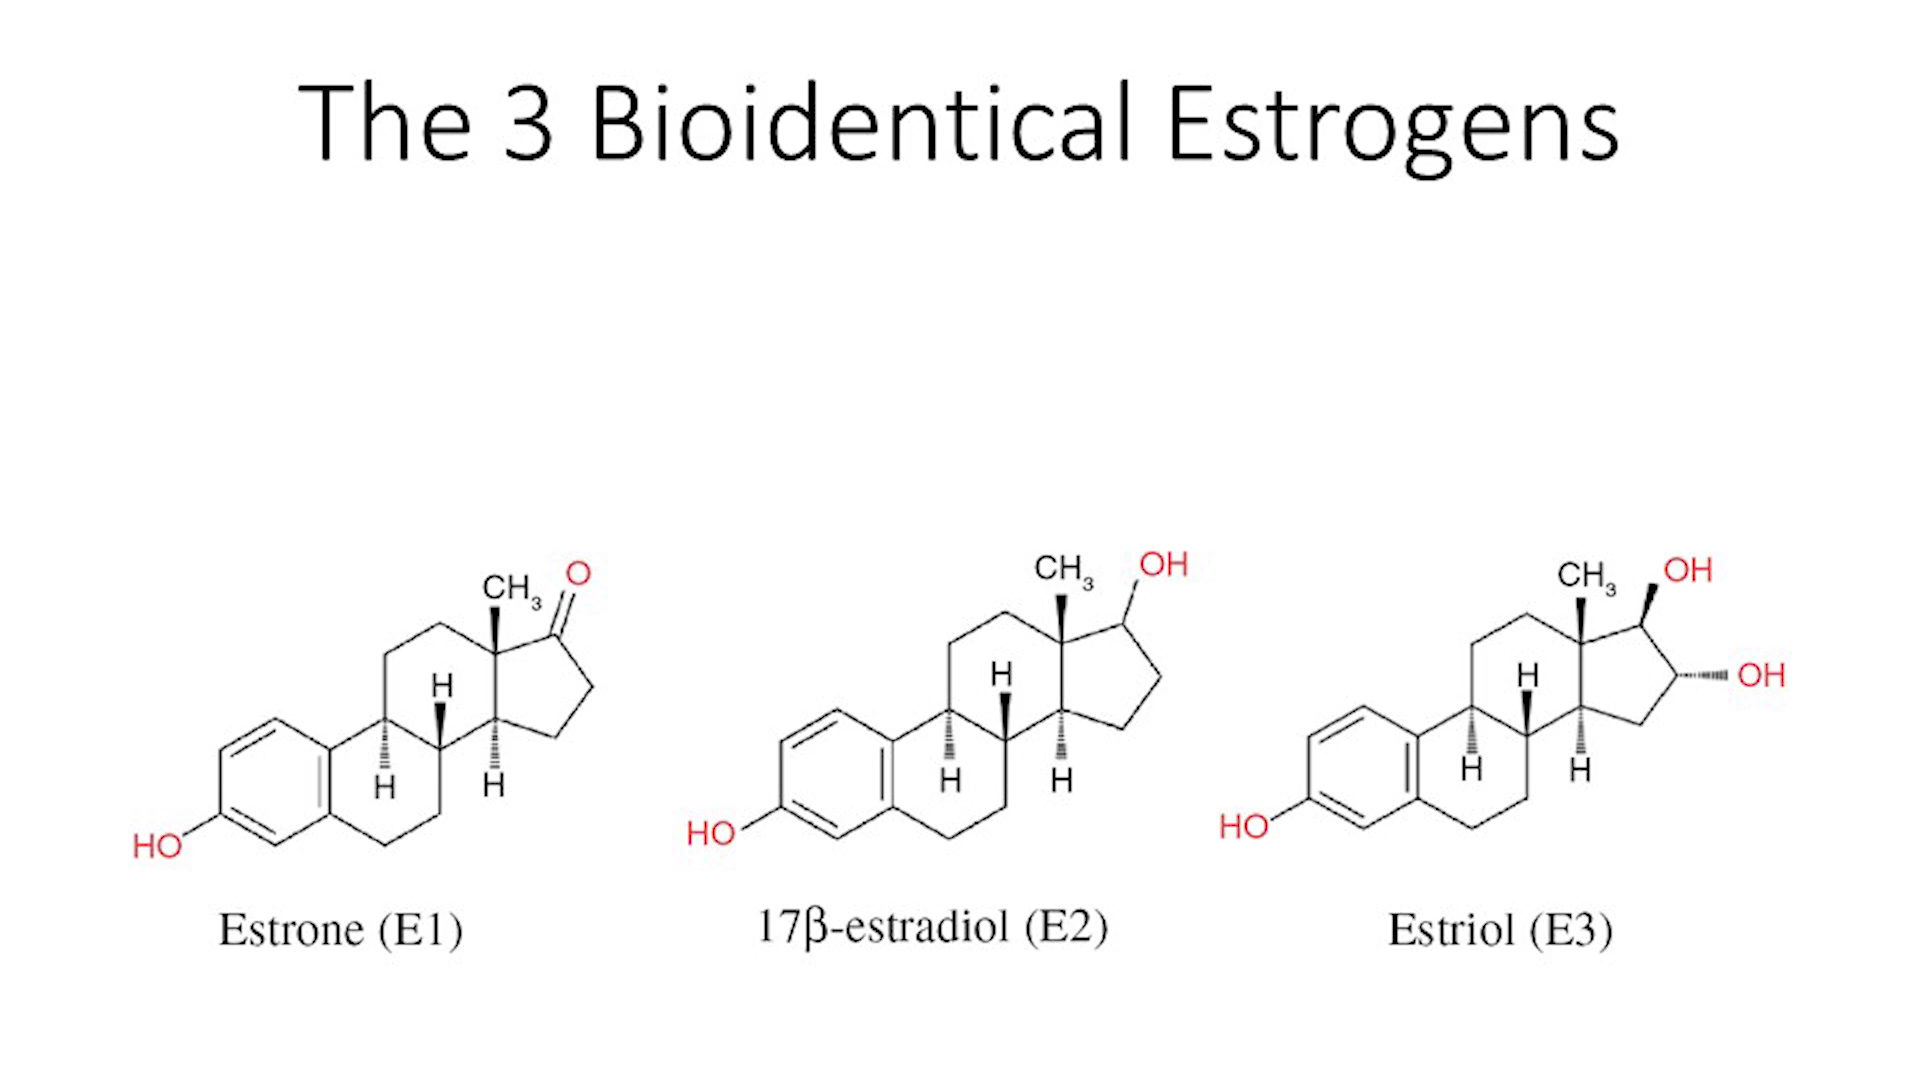 The 3 Bioidentical Estrogens
CH₃
O
H
H
H
HO
Estrone (E1)
CH₃
OH
H
H
H
HO
17β-estradiol (E2)
CH₃
OH
H
OH
H
H
HO
Estriol (E3)